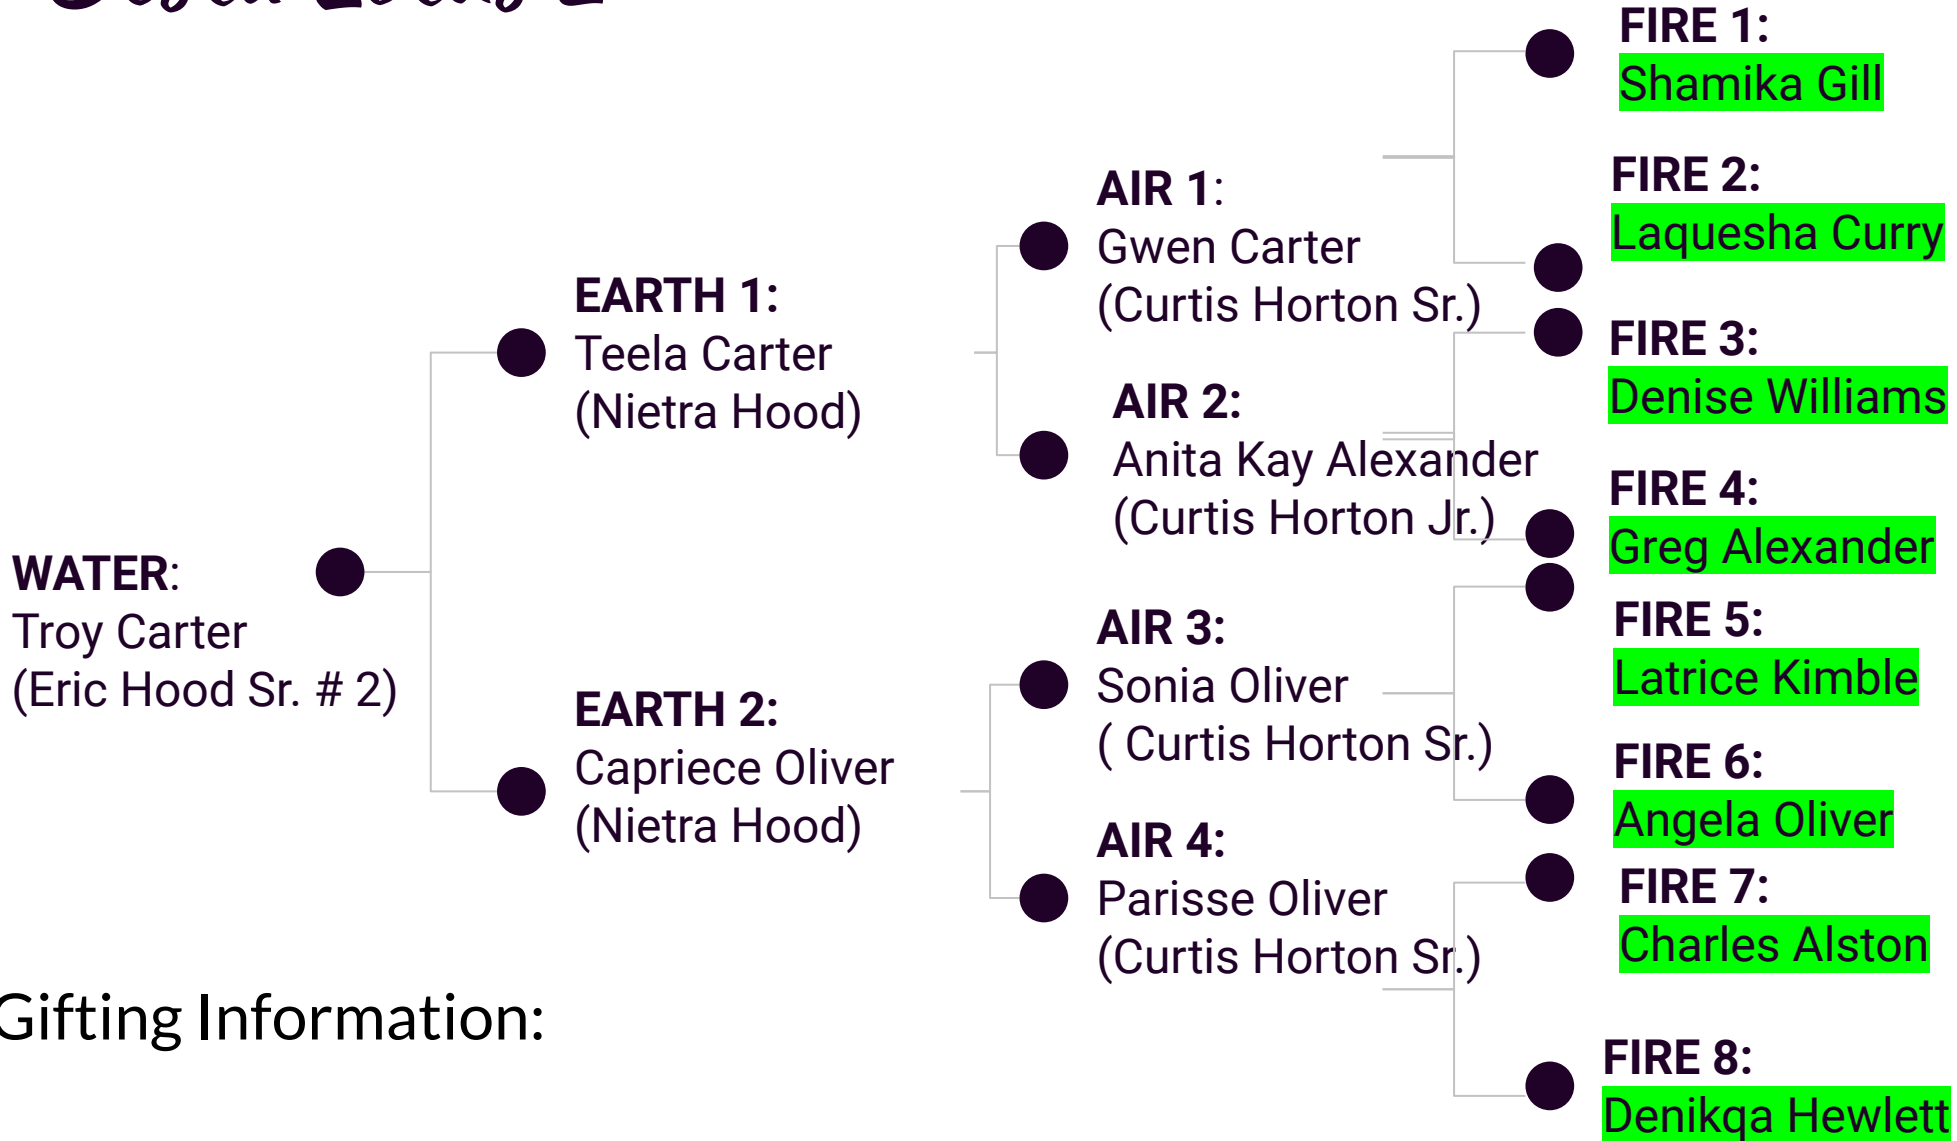 WATER:
Troy Carter
(Eric Hood Sr. # 2)
EARTH 1:
Teela Carter
(Nietra Hood)
EARTH 2:
Capriece Oliver
(Nietra Hood)
AIR 1:
Gwen Carter
(Curtis Horton Sr.)
AIR 2:
Anita Kay Alexander
(Curtis Horton Jr.)
AIR 3:
Sonia Oliver
( Curtis Horton Sr.)
AIR 4:
Parisse Oliver
(Curtis Horton Sr.)
FIRE 1:
Shamika Gill
FIRE 2:
Laquesha Curry
FIRE 3:
Denise Williams
FIRE 4:
Greg Alexander
FIRE 5:
Latrice Kimble
FIRE 6:
Angela Oliver
FIRE 7:
Charles Alston
FIRE 8:
Denikqa Hewlett
Gifting Information: